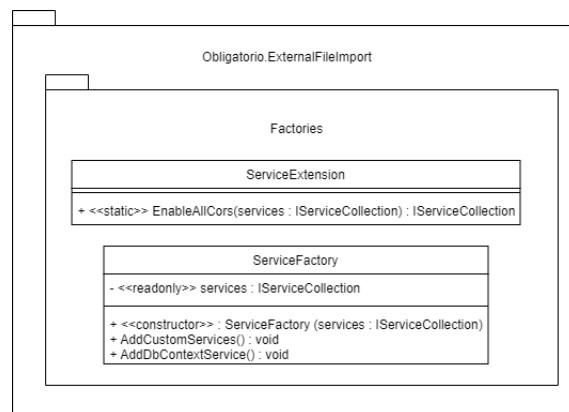 Obligatorio.ExternalFileImport
Factories
ServiceExtension
+ <<static>> EnableAllCors(services : IServiceCollection) : IServiceCollection
ServiceFactory
- <<readonly>> services : IServiceCollection
+ <<constructor>> : ServiceFactory (services : IServiceCollection)
+ AddCustomServices() : void
+ AddDbContextService() : void